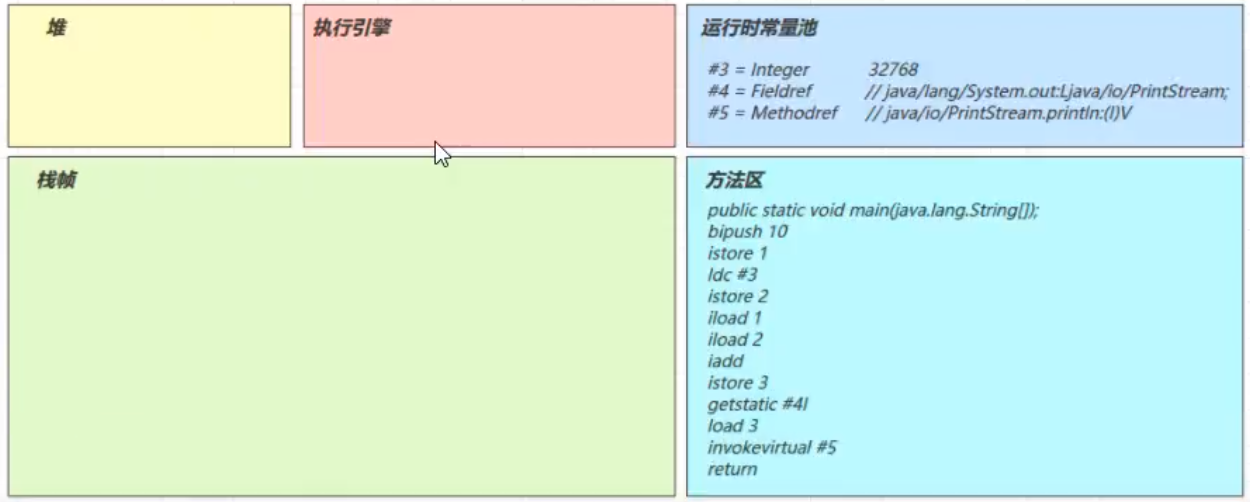 堆
执行引擎
运行时常量池
#3 = Integer 32768
#4 = Fieldref // java/lang/System.out:Ljava/io/PrintStream;
#5 = Methodref // java/io/PrintStream.println:(I)V
栈帧
方法区
public static void main(java.lang.String[]);
bipush 10
istore 1
ldc #3
istore 2
iload 1
iload 2
iadd
istore 3
getstatic #4I
load 3
invokevirtual #5
return